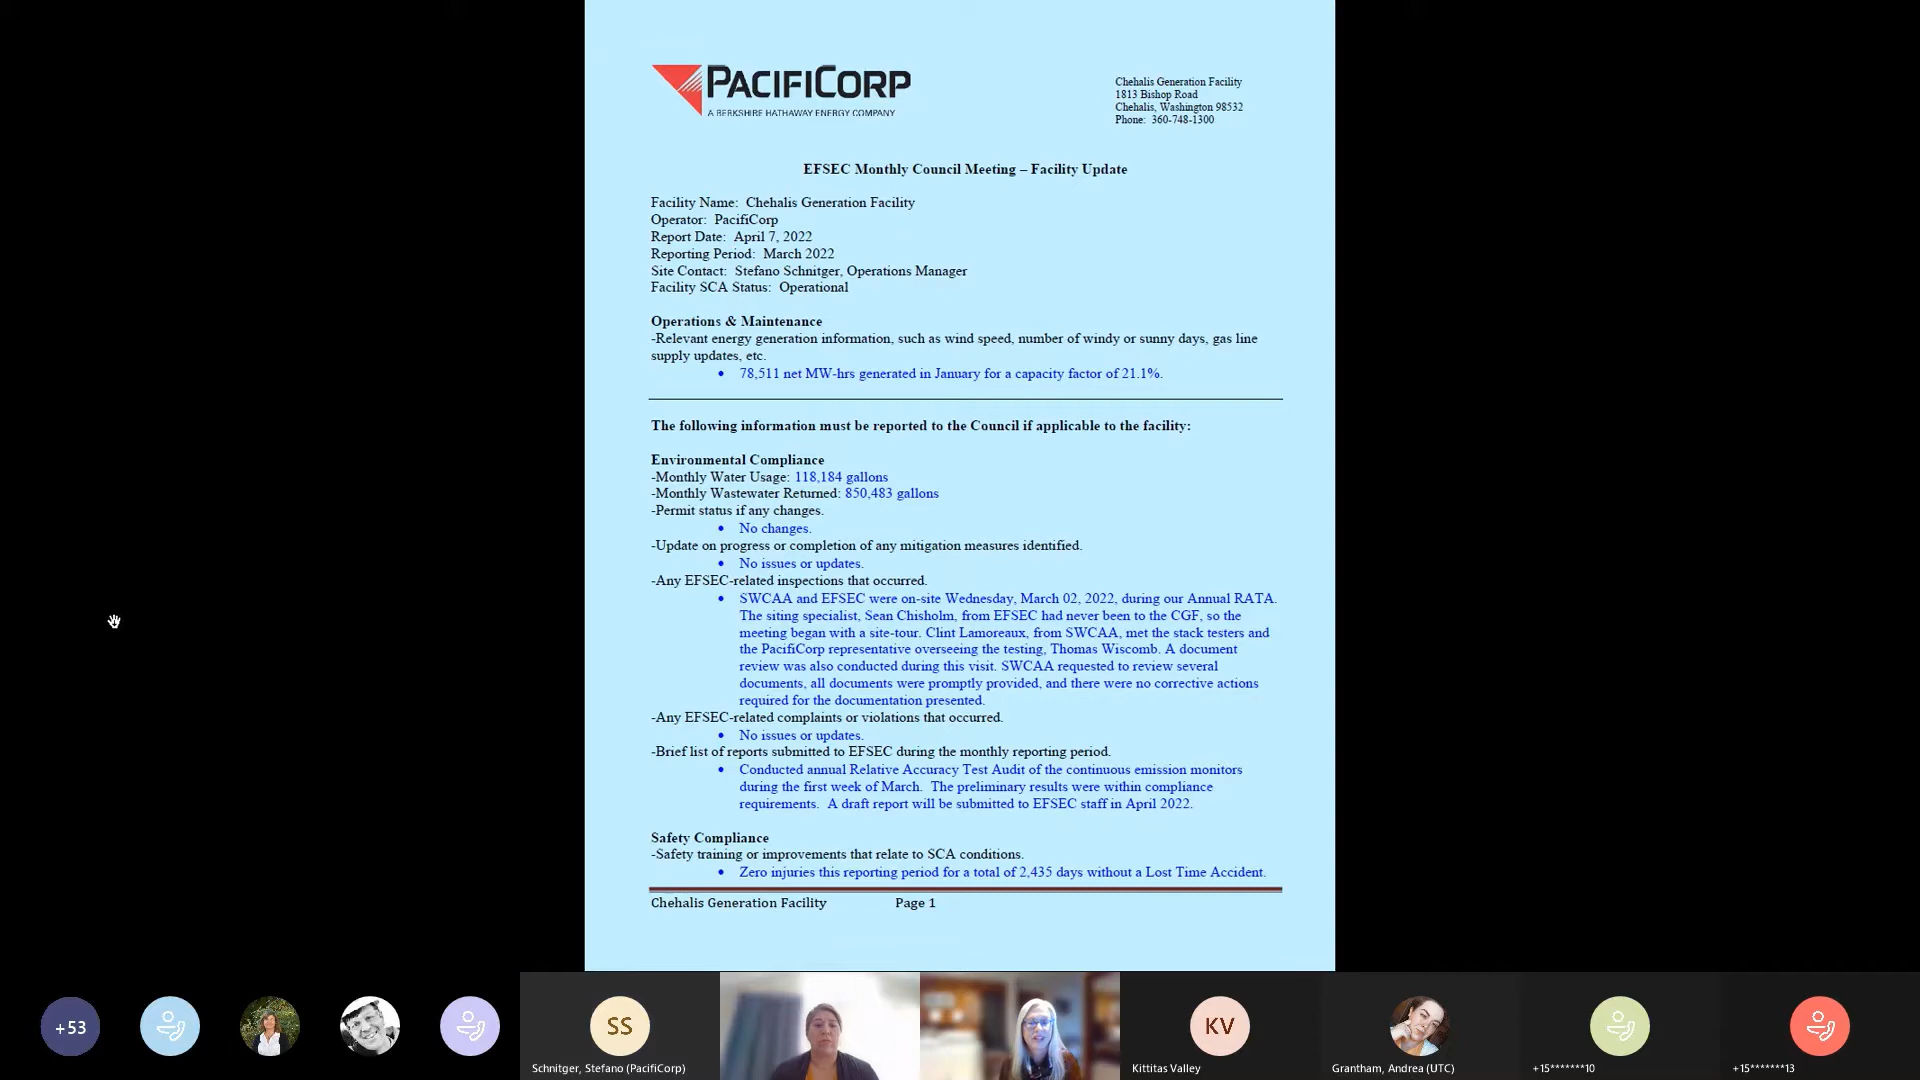 PACIFICORP
A BERKSHIRE HATHAWAY ENERGY COMPANY
Chehalis Generation Facility
1813 Bishop Road
Chehalis, Washington 98532
Phone:  360-748-1300
EFSEC Monthly Council Meeting – Facility Update
Facility Name:  Chehalis Generation Facility
Operator:  PacifiCorp
Report Date:  April 7, 2022
Reporting Period:  March 2022
Site Contact:  Stefano Schnitger, Operations Manager
Facility SCA Status:  Operational
Operations & Maintenance
-Relevant energy generation information, such as wind speed, number of windy or sunny days, gas line
supply updates, etc.
• 78,511 net MW-hrs generated in January for a capacity factor of 21.1%.
The following information must be reported to the Council if applicable to the facility:
Environmental Compliance
-Monthly Water Usage: 118,184 gallons
-Monthly Wastewater Returned: 850,483 gallons
-Permit status if any changes.
• No changes.
-Update on progress or completion of any mitigation measures identified.
• No issues or updates.
-Any EFSEC-related inspections that occurred.
• SWCAA and EFSEC were on-site Wednesday, March 02, 2022, during our Annual RATA.
The siting specialist, Sean Chisholm, from EFSEC had never been to the CGF, so the
meeting began with a site-tour. Clint Lamoreaux, from SWCAA, met the stack testers and
the PacifiCorp representative overseeing the testing, Thomas Wiscomb. A document
review was also conducted during this visit. SWCAA requested to review several
documents, all documents were promptly provided, and there were no corrective actions
required for the documentation presented.
-Any EFSEC-related complaints or violations that occurred.
• No issues or updates.
-Brief list of reports submitted to EFSEC during the monthly reporting period.
• Conducted annual Relative Accuracy Test Audit of the continuous emission monitors
during the first week of March.  The preliminary results were within compliance
requirements.  A draft report will be submitted to EFSEC staff in April 2022.
Safety Compliance
-Safety training or improvements that relate to SCA conditions.
• Zero injuries this reporting period for a total of 2,435 days without a Lost Time Accident.
Chehalis Generation Facility Page 1
+53
SS
KV
Schnitger, Stefano (PacifiCorp)
Kittitas Valley
Grantham, Andrea (UTC)
+15*******10
+15*******13